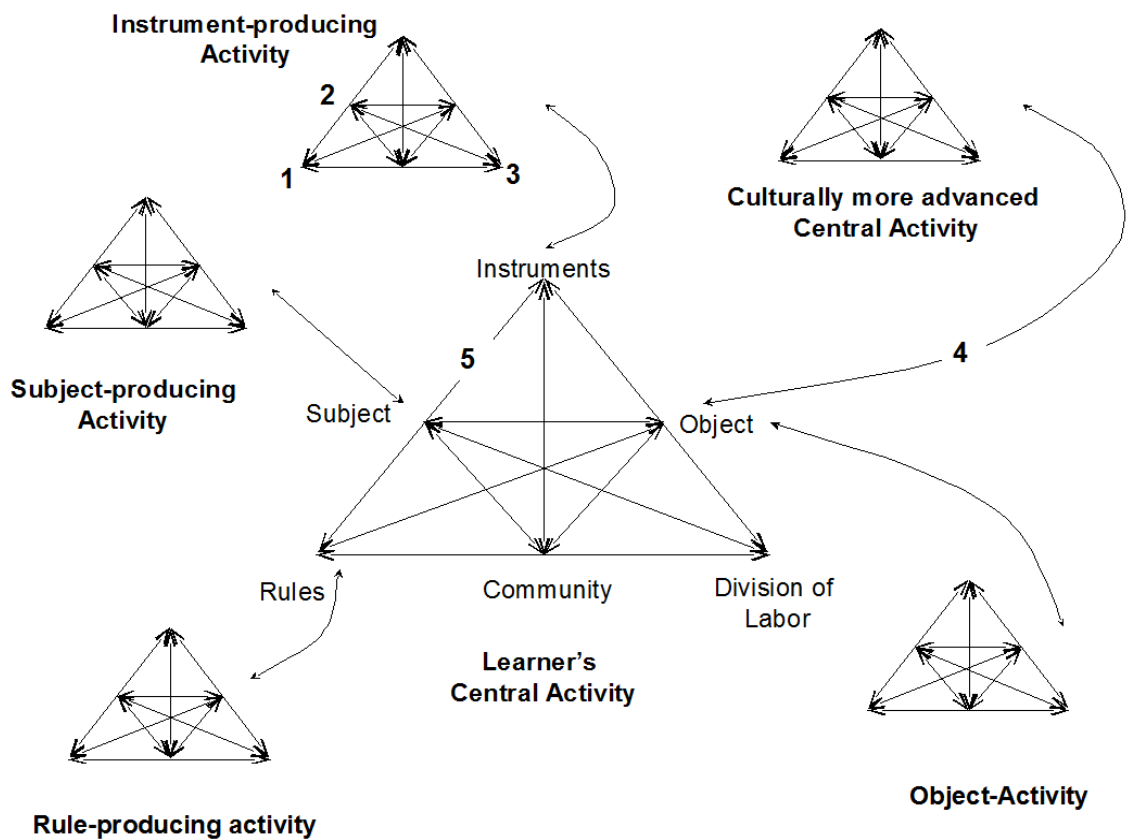 Instrument-producing
Activity
2
1
3
Culturally more advanced
Central Activity
Instruments
Subject-producing
Activity
5
4
Subject
Object
Rules
Community
Division of
Labor
Learner's
Central Activity
Object-Activity
Rule-producing activity